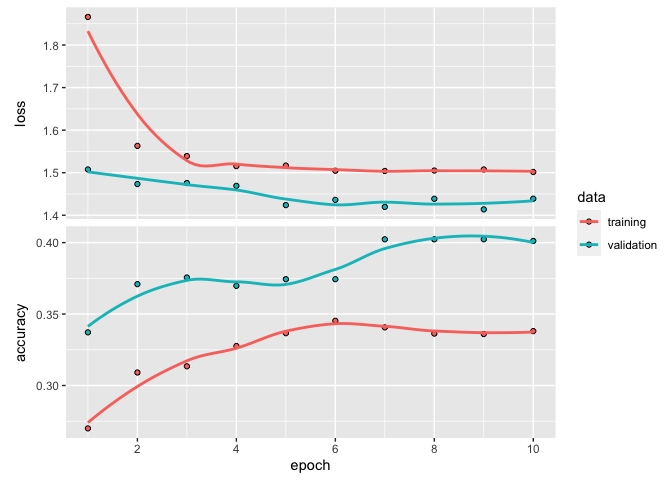 loss
1.8
1.7
1.6
1.5
1.4
accuracy
0.40
0.35
0.30
2 4 6 8 10
epoch
data
training
validation